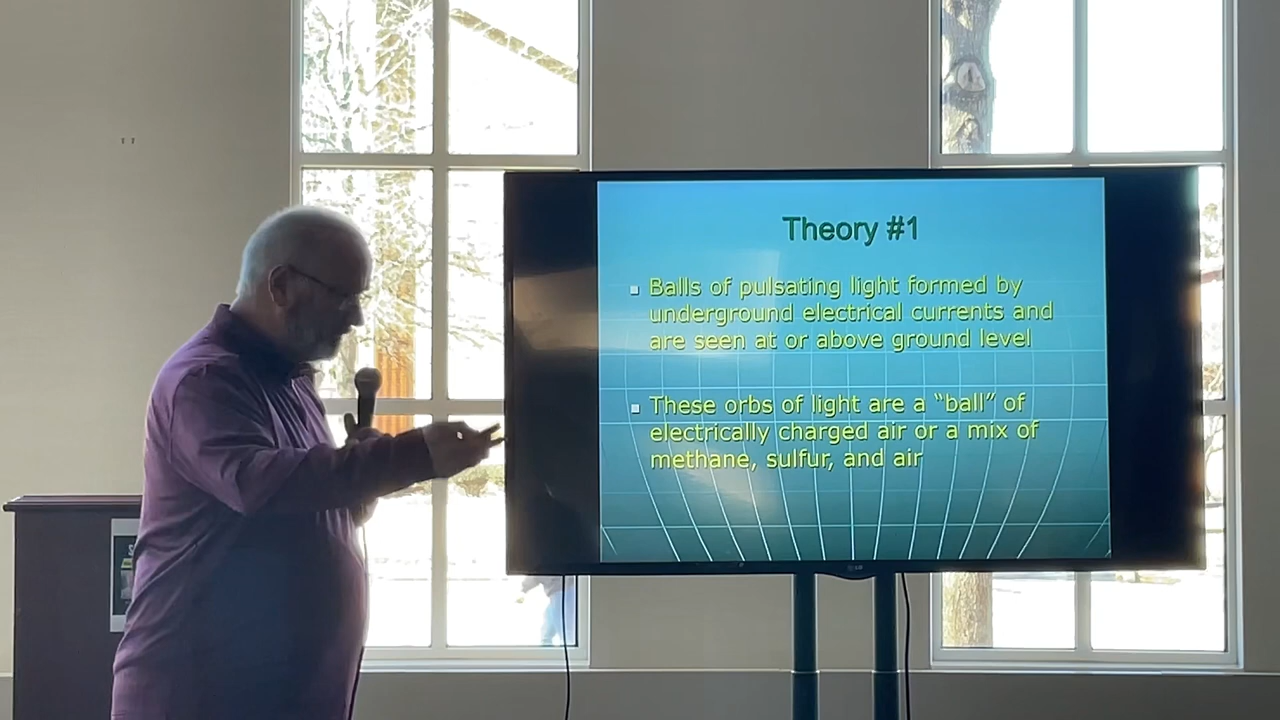 Theory #1
Balls of pulsating light formed by
underground electrical currents and
are seen at or above ground level
These orbs of light are a “ball” of
electrically charged air or a mix of
methane, sulfur, and air